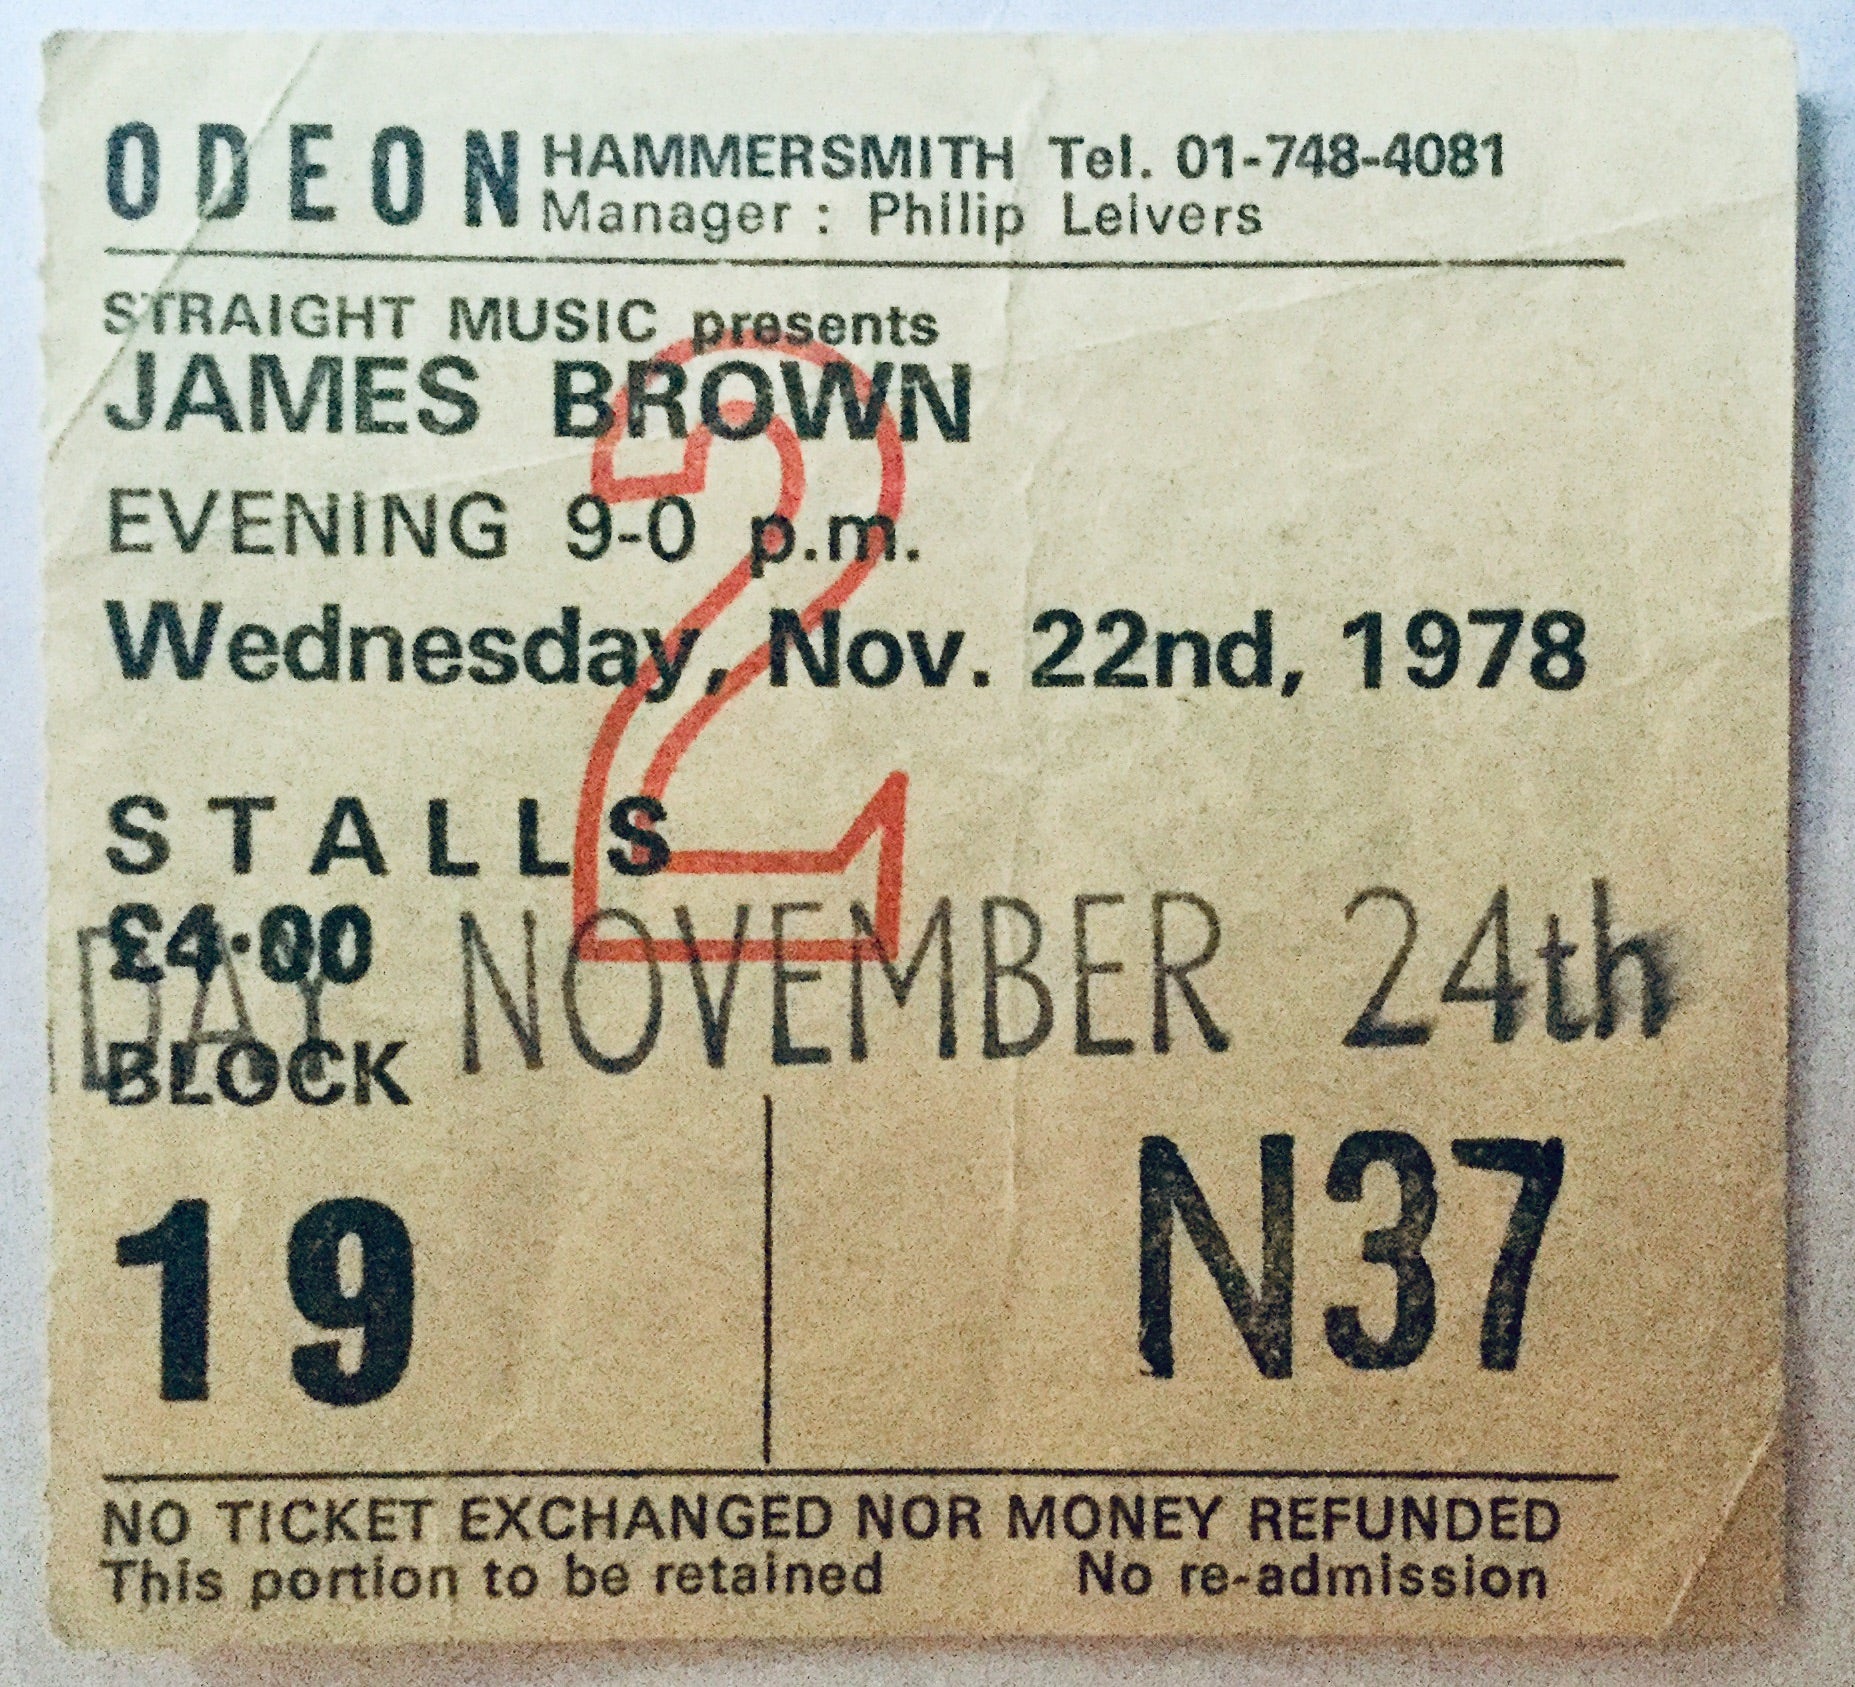 ODEON HAMMERSMITH Tel. 01-748-4081
Manager : Philip Leivers
STRAIGHT MUSIC presents
JAMES BROWN
EVENING 9-0 p.m.
2
Wednesday, Nov. 22nd, 1978
STALLS
£4·00
DAY NOVEMBER 24th
BLOCK
19 N37
NO TICKET EXCHANGED NOR MONEY REFUNDED
This portion to be retained No re-admission